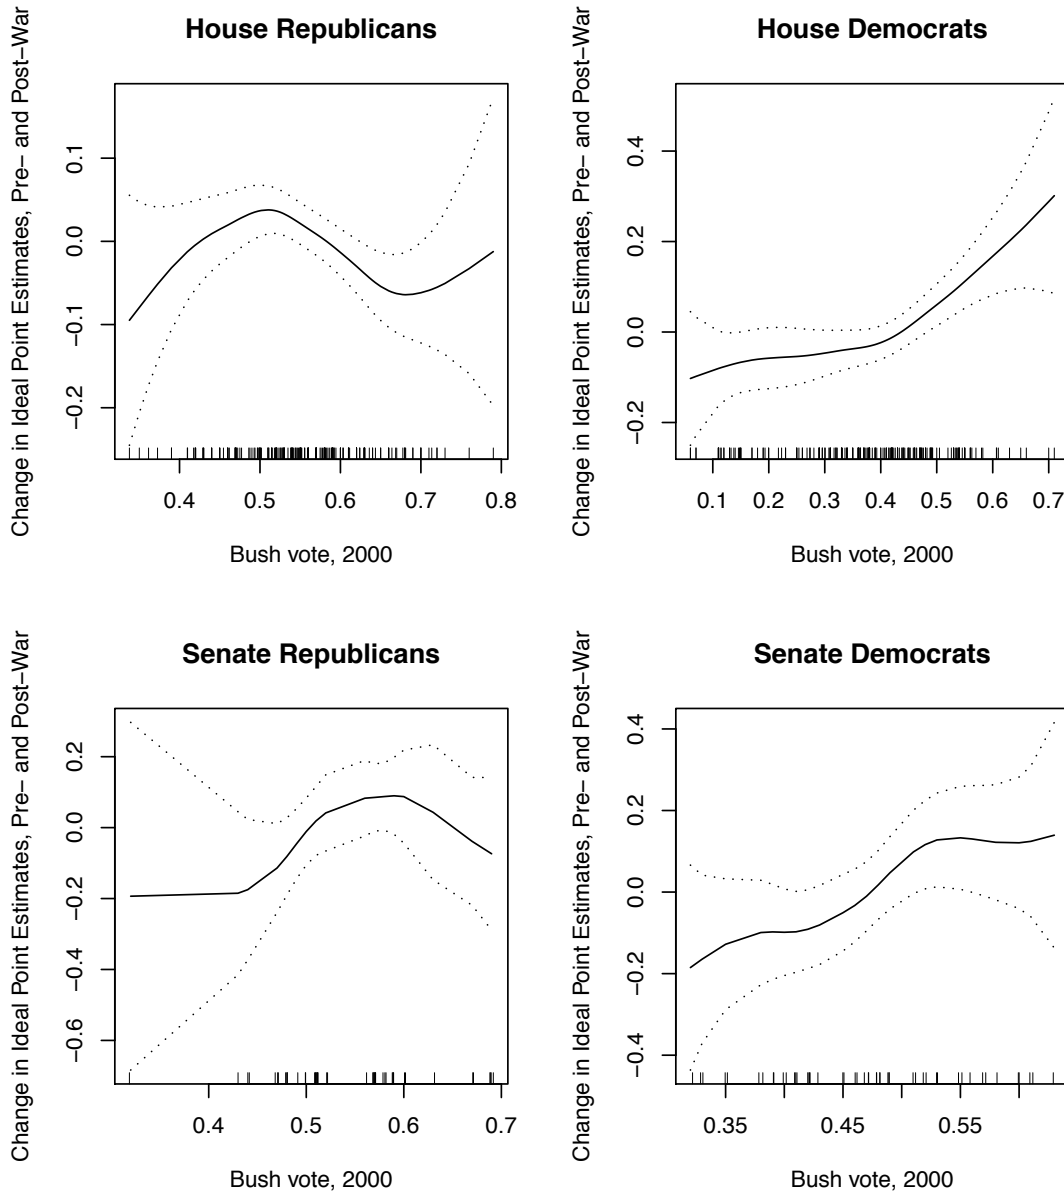 House Republicans
Change in Ideal Point Estimates, Pre− and Post−War
0.1
0.0
−0.1
−0.2
0.4 0.5 0.6 0.7 0.8
Bush vote, 2000
House Democrats
Change in Ideal Point Estimates, Pre− and Post−War
0.4
0.2
0.0
−0.2
0.1 0.2 0.3 0.4 0.5 0.6 0.7
Bush vote, 2000
Senate Republicans
Change in Ideal Point Estimates, Pre− and Post−War
0.2
0.0
−0.2
−0.4
−0.6
0.4 0.5 0.6 0.7
Bush vote, 2000
Senate Democrats
Change in Ideal Point Estimates, Pre− and Post−War
0.4
0.2
0.0
−0.2
−0.4
0.35 0.45 0.55
Bush vote, 2000